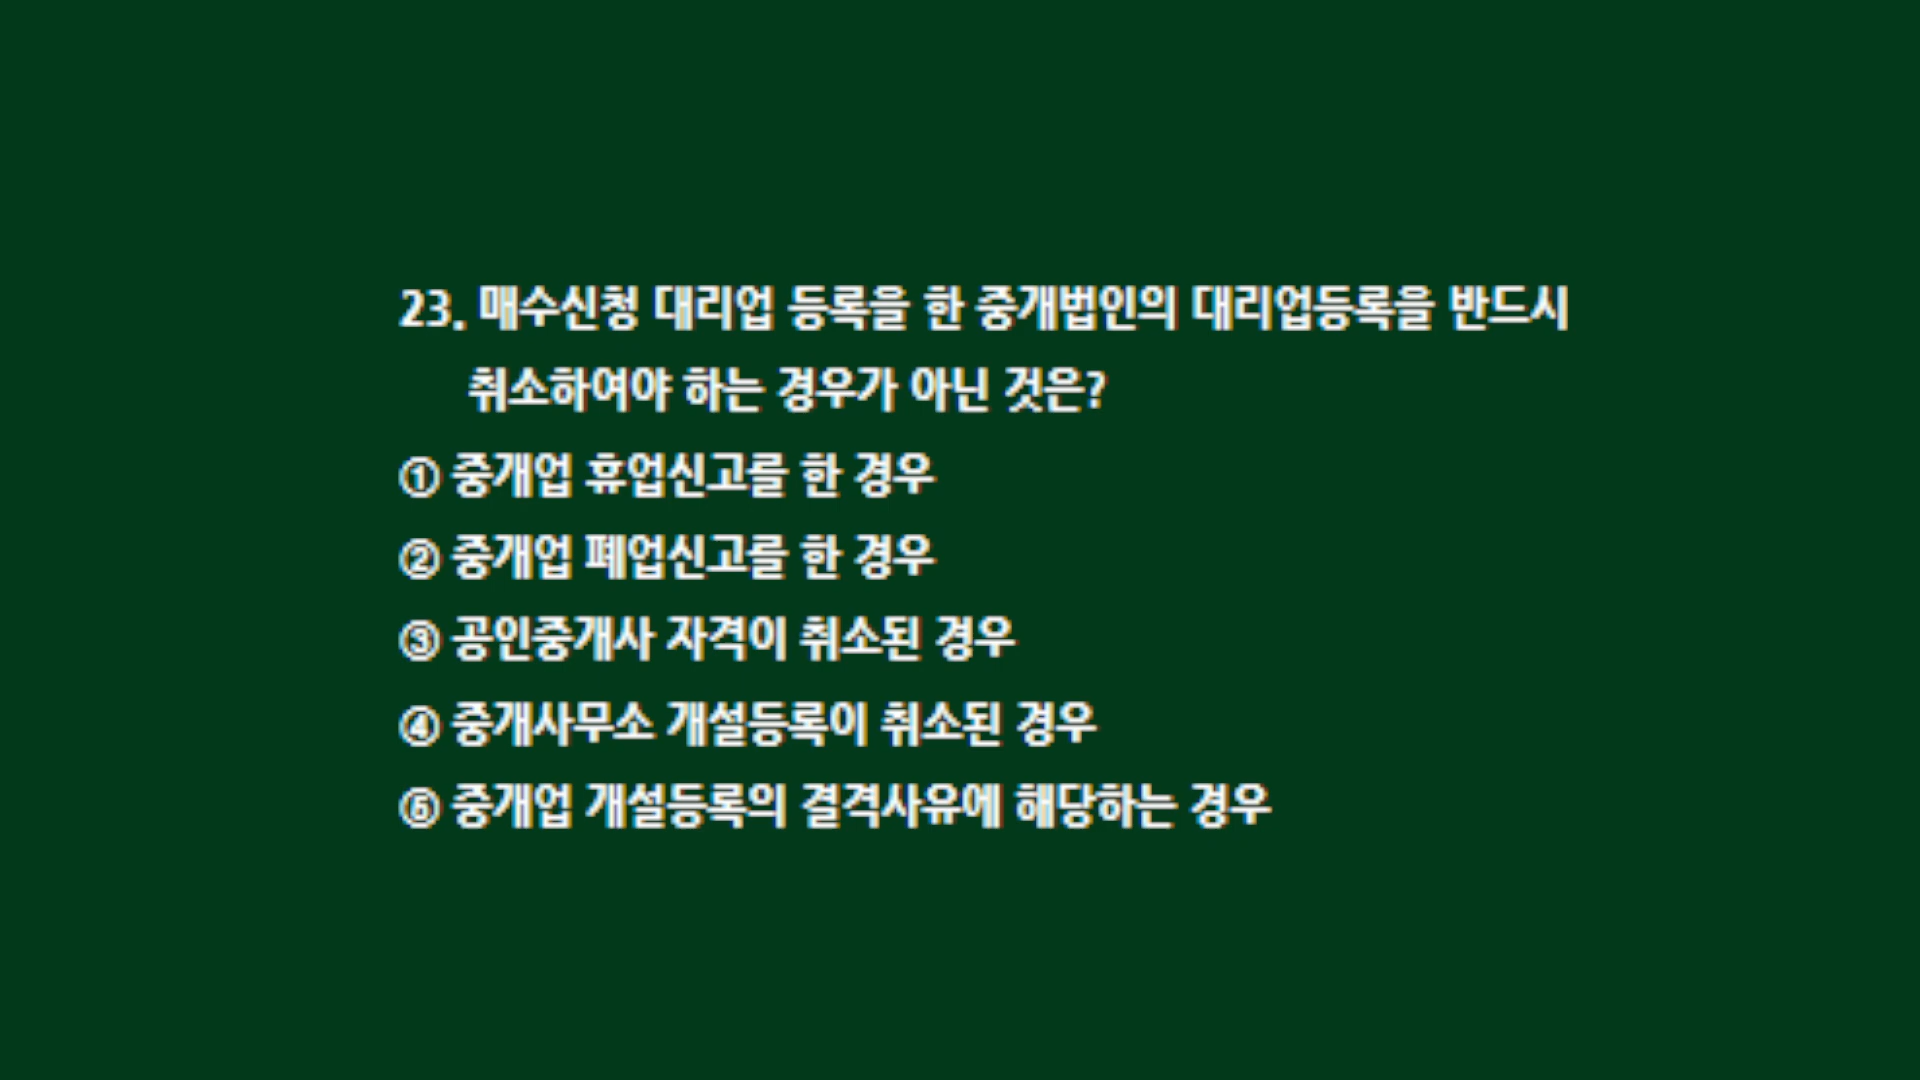 23. 매수신청 대리업 등록을 한 중개법인의 대리업등록을 반드시
취소하여야 하는 경우가 아닌 것은?
① 중개업 휴업신고를 한 경우
② 중개업 폐업신고를 한 경우
③ 공인중개사 자격이 취소된 경우
④ 중개사무소 개설등록이 취소된 경우
⑤ 중개업 개설등록의 결격사유에 해당하는 경우